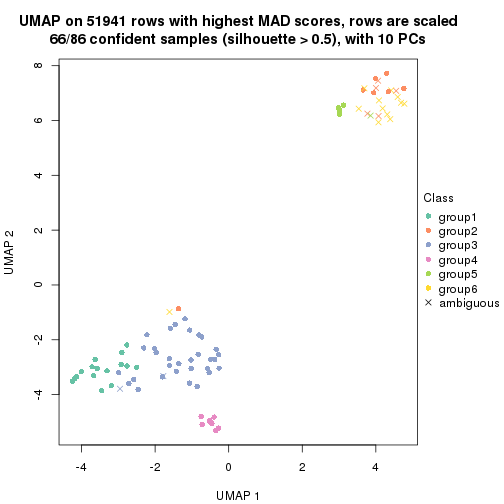 UMAP on 51941 rows with highest MAD scores, rows are scaled
66/86 confident samples (silhouette > 0.5), with 10 PCs
8
6
4
2
0
-2
-4
UMAP 2
-4
-2
0
2
4
UMAP 1
Class
group1
group2
group3
group4
group5
group6
ambiguous